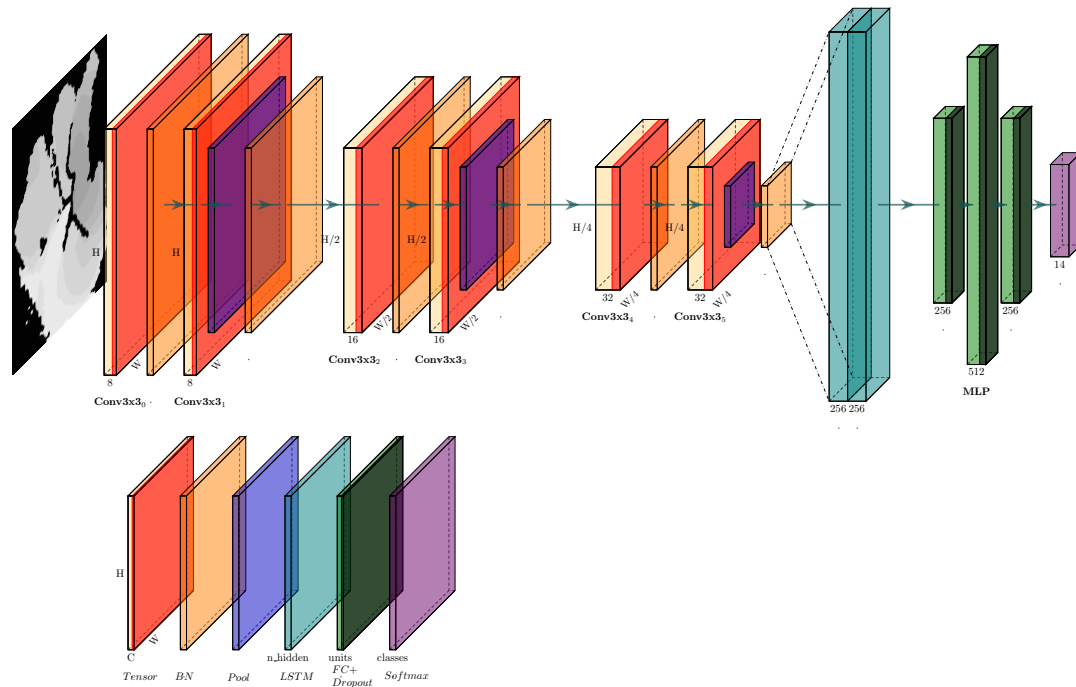 H
8
W
Conv3x3₀
.
H
8
W
Conv3x3₁
.
H/2
16
W/2
Conv3x3₂
.
H/2
16
W/2
Conv3x3₃
.
H/4
32
W/4
Conv3x3₄
.
H/4
32
W/4
Conv3x3₅
.
256 256
. .
256
.
512
MLP
256
.
14
.
H
W
C n_hidden units classes
Tensor BN Pool LSTM FC+ Softmax
Dropout